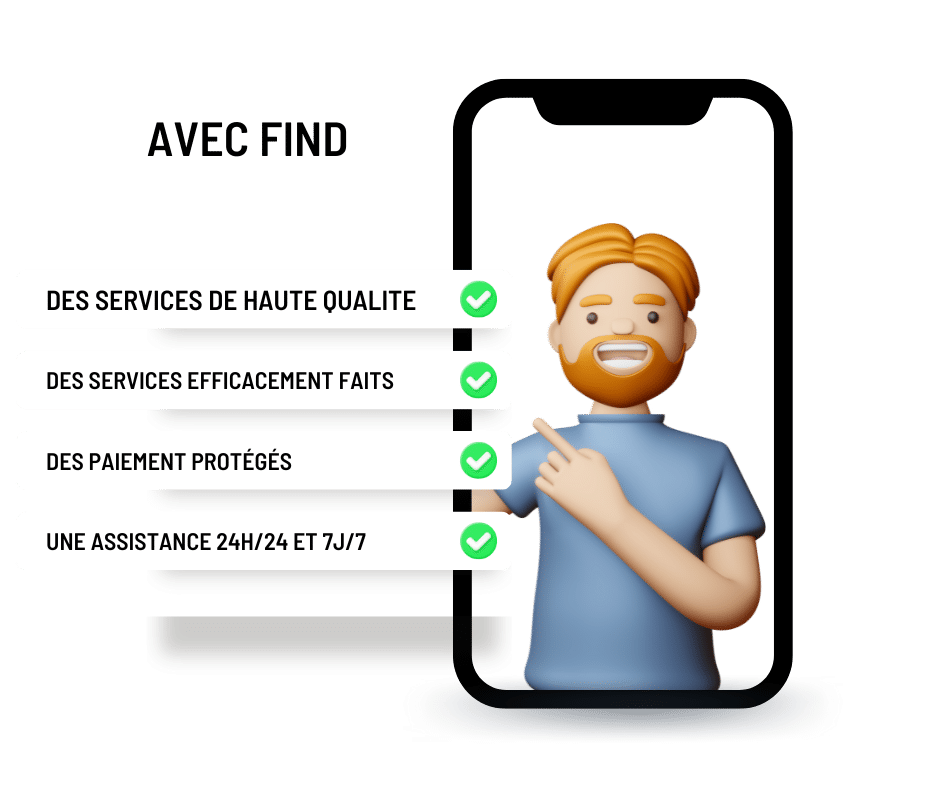 AVEC FIND
DES SERVICES DE HAUTE QUALITE
DES SERVICES EFFICACEMENT FAITS
DES PAIEMENT PROTÉGÉS
UNE ASSISTANCE 24H/24 ET 7J/7